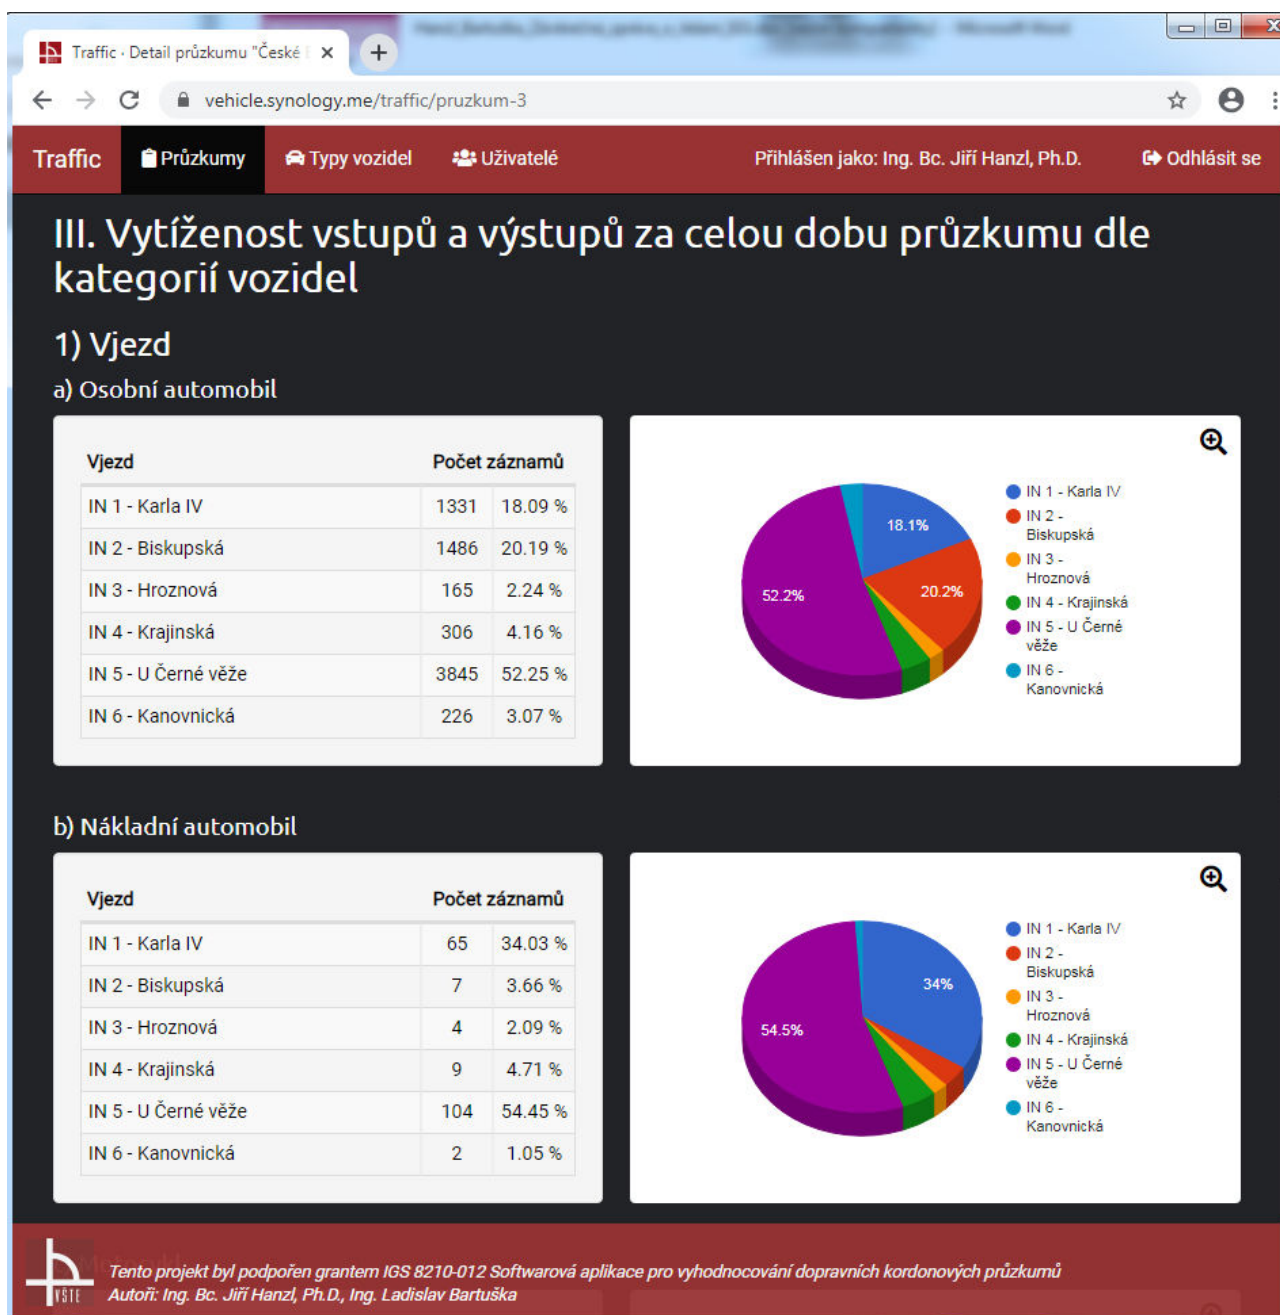 Traffic - Detail průzkumu "České
vehicle.synology.me/traffic/pruzkum-3
Traffic Průzkumy Typy vozidel Uživatelé Přihlášen jako: Ing. Bc. Jiří Hanzl, Ph.D. Odhlásit se
III. Vytíženost vstupů a výstupů za celou dobu průzkumu dle
kategorií vozidel
1) Vjezd
a) Osobní automobil
Vjezd Počet záznamů
IN 1 - Karla IV 1331 18.09 %
IN 2 - Biskupská 1486 20.19 %
IN 3 - Hroznová 165 2.24 %
IN 4 - Krajinská 306 4.16 %
IN 5 - U Černé věže 3845 52.25 %
IN 6 - Kanovnická 226 3.07 %
18.1%
20.2%
52.2%
IN 1 - Karla IV
IN 2 -
Biskupská
IN 3 -
Hroznová
IN 4 - Krajinská
IN 5 - U Černé
věže
IN 6 -
Kanovnická
b) Nákladní automobil
Vjezd Počet záznamů
IN 1 - Karla IV 65 34.03 %
IN 2 - Biskupská 7 3.66 %
IN 3 - Hroznová 4 2.09 %
IN 4 - Krajinská 9 4.71 %
IN 5 - U Černé věže 104 54.45 %
IN 6 - Kanovnická 2 1.05 %
34%
54.5%
IN 1 - Karla IV
IN 2 -
Biskupská
IN 3 -
Hroznová
IN 4 - Krajinská
IN 5 - U Černé
věže
IN 6 -
Kanovnická
VŠTE
Tento projekt byl podpořen grantem IGS 8210-012 Softwarová aplikace pro vyhodnocování dopravních kordonových průzkumů
Autoři: Ing. Bc. Jiří Hanzl, Ph.D., Ing. Ladislav Bartuška